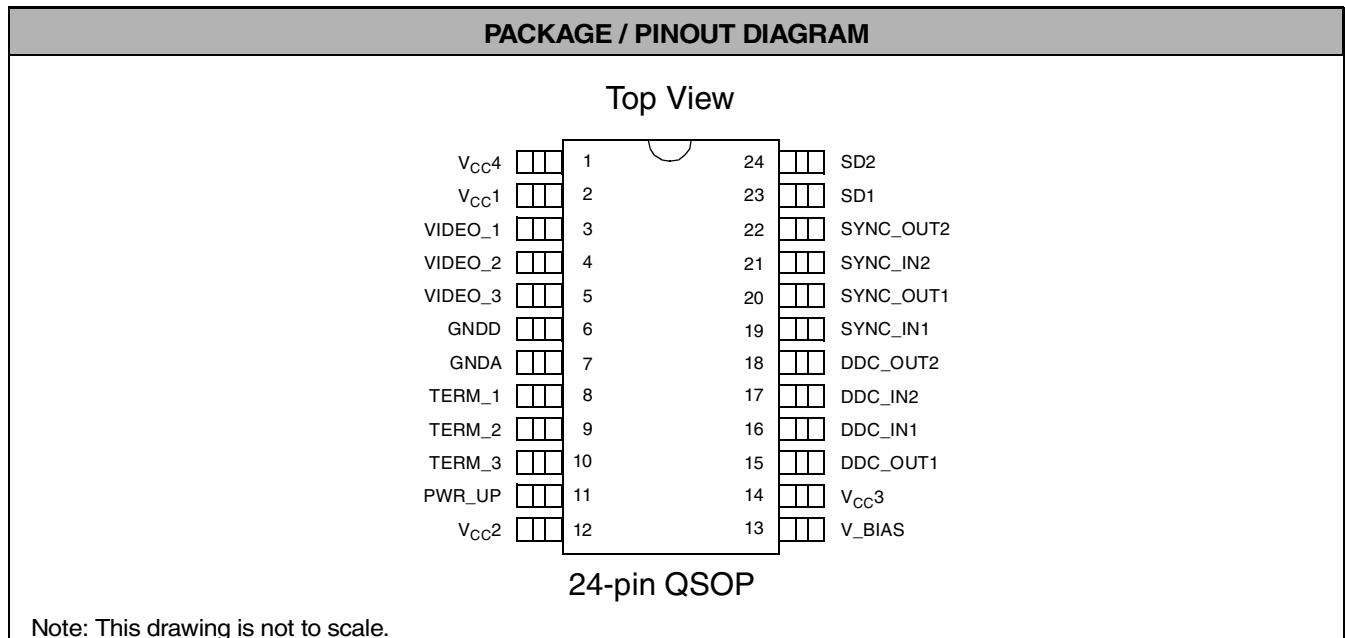 PACKAGE / PINOUT DIAGRAM
Top View
VCC4 1 24 SD2
VCC1 2 23 SD1
VIDEO_1 3 22 SYNC_OUT2
VIDEO_2 4 21 SYNC_IN2
VIDEO_3 5 20 SYNC_OUT1
GNDD 6 19 SYNC_IN1
GNDA 7 18 DDC_OUT2
TERM_1 8 17 DDC_IN2
TERM_2 9 16 DDC_IN1
TERM_3 10 15 DDC_OUT1
PWR_UP 11 14 VCC3
VCC2 12 13 V_BIAS
24-pin QSOP
Note: This drawing is not to scale.